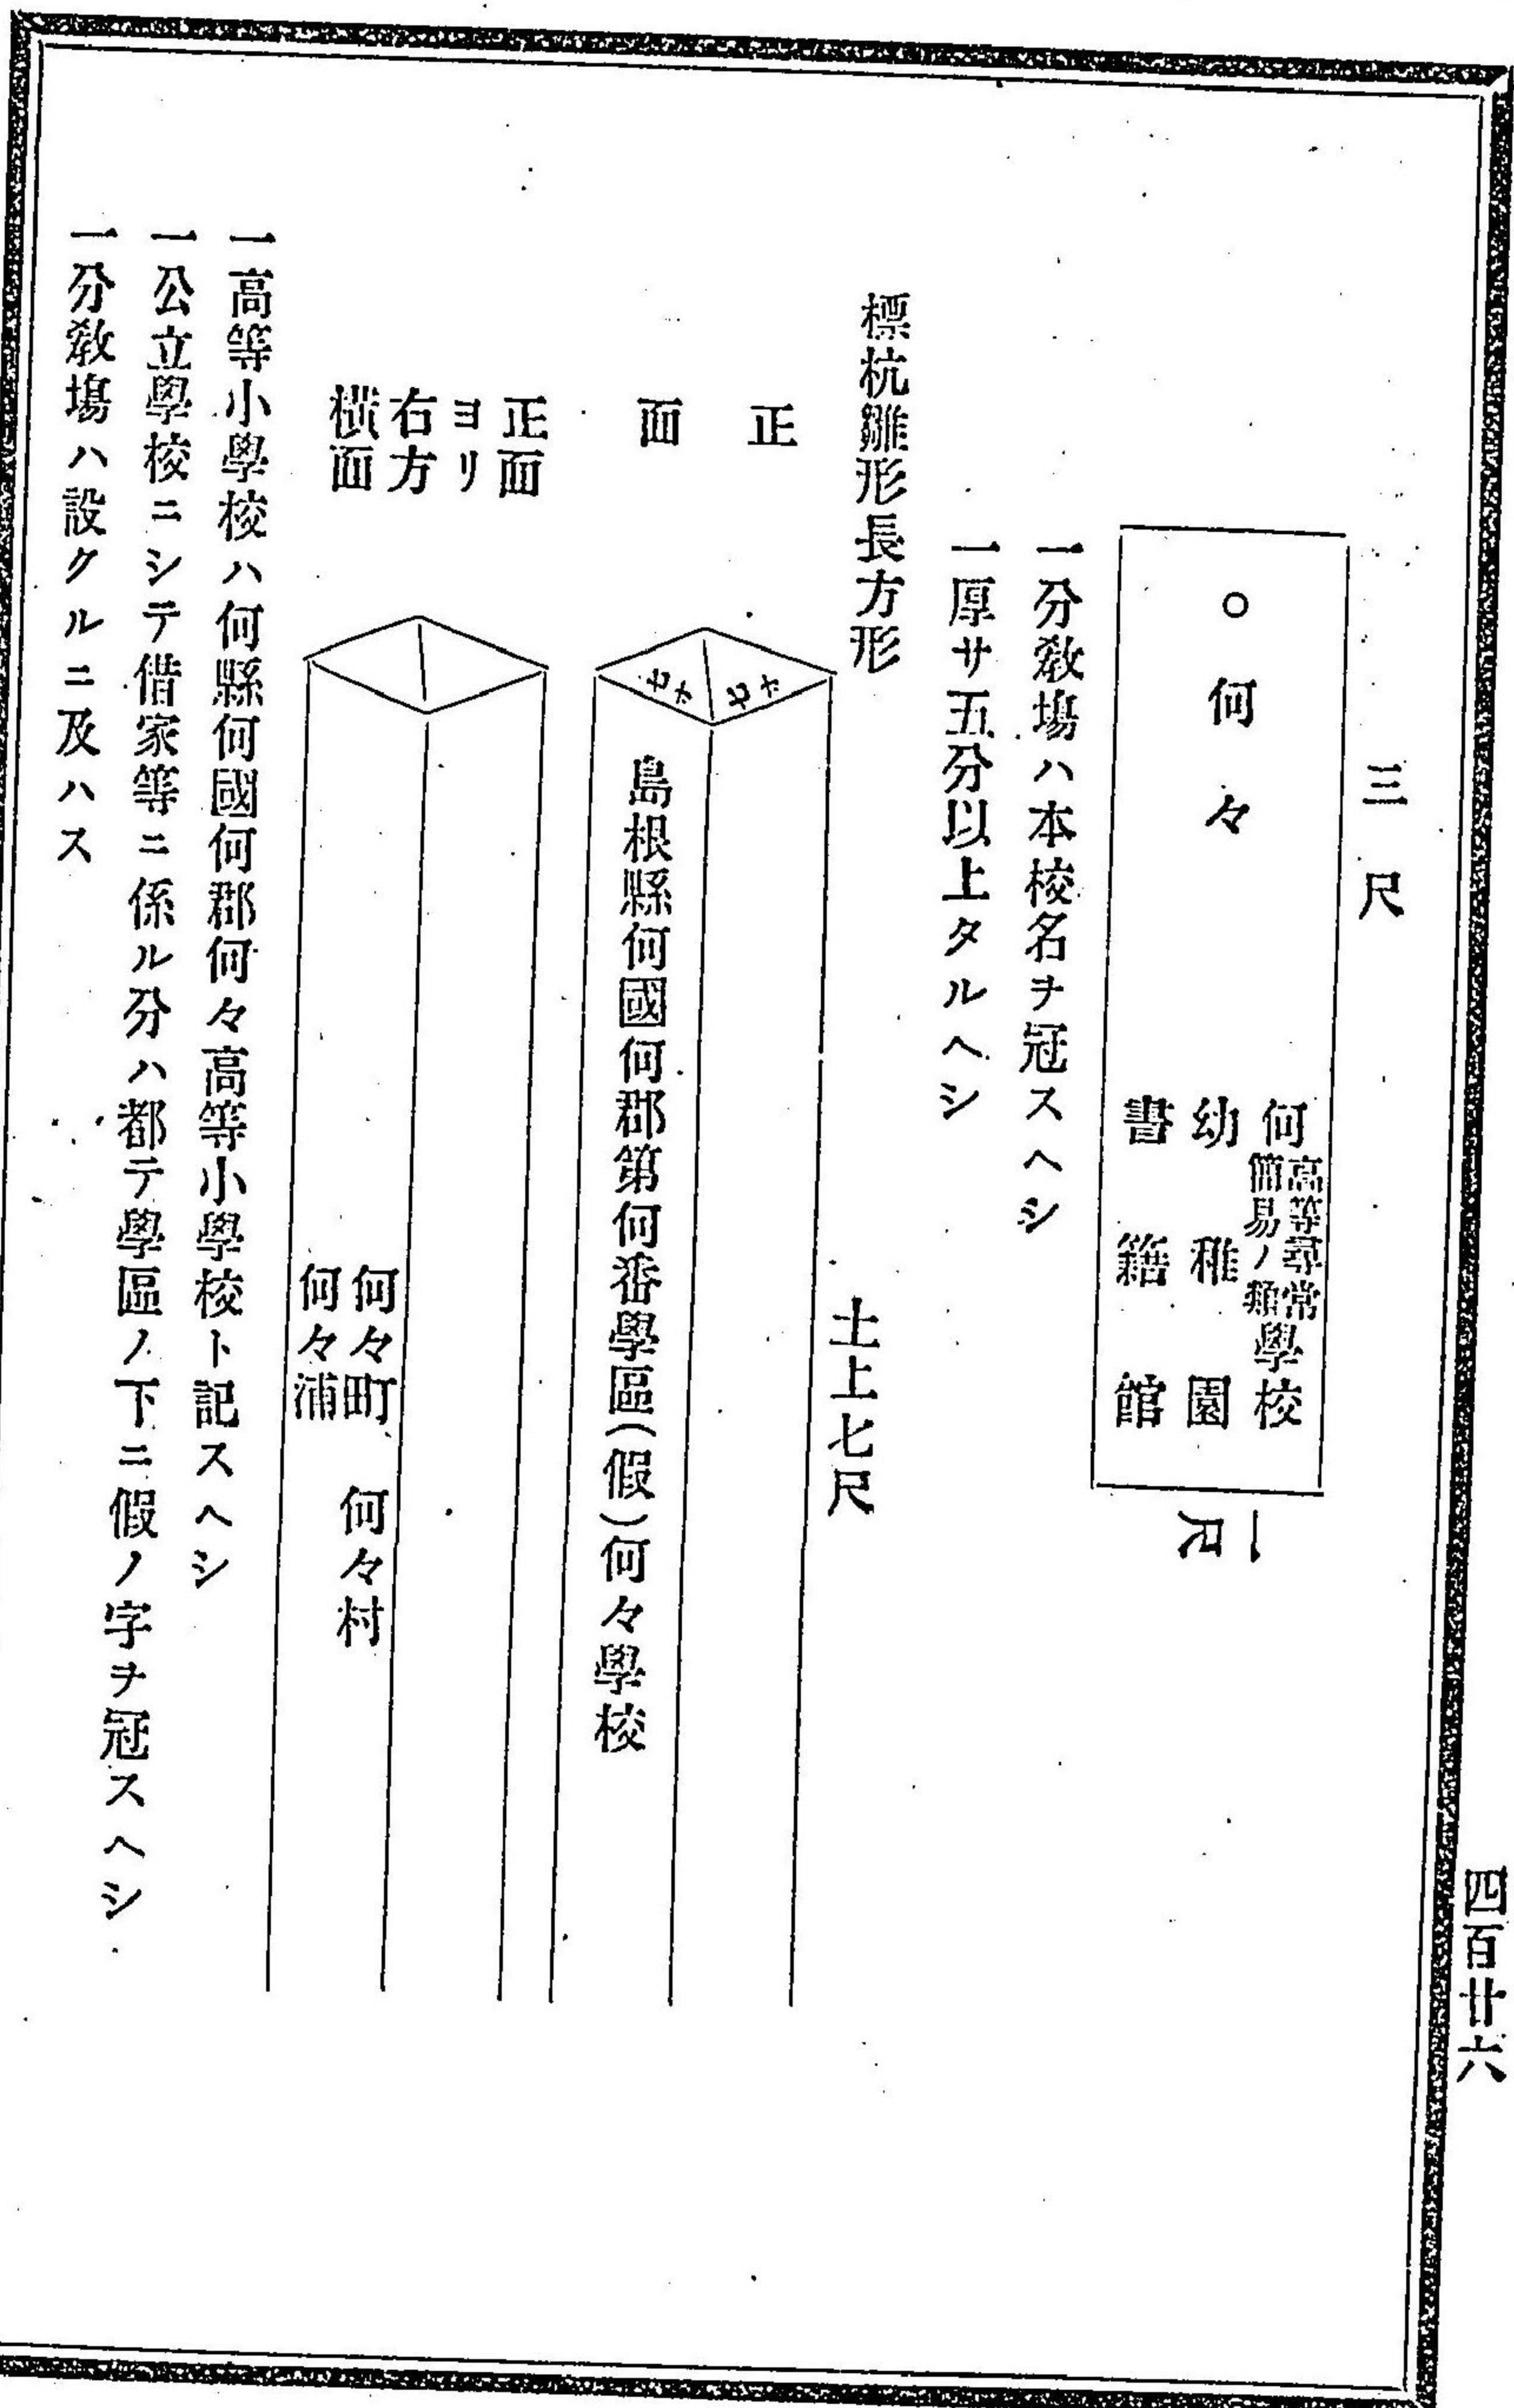 四百廿六
三尺
○何々
何高等尋常簡易ノ類學校
幼稚園
書籍館
一尺
一分敎塲ハ本校名ヲ冠スヘシ
一厚サ五分以上タルヘシ
標杭雛形長方形
土上七尺
正面
七寸
七寸
島根縣何國何郡第何番學區(假)何々學校
正面ヨリ右方橫面
何々町 何々村
何々浦
一高等小學校ハ何縣何國何郡何々高等小學校ト記スヘシ
一公立學校ニシテ借家等ニ係ル分ハ都テ學區ノ下ニ假ノ字ヲ冠スヘシ
一分敎塲ハ設クルニ及ハス